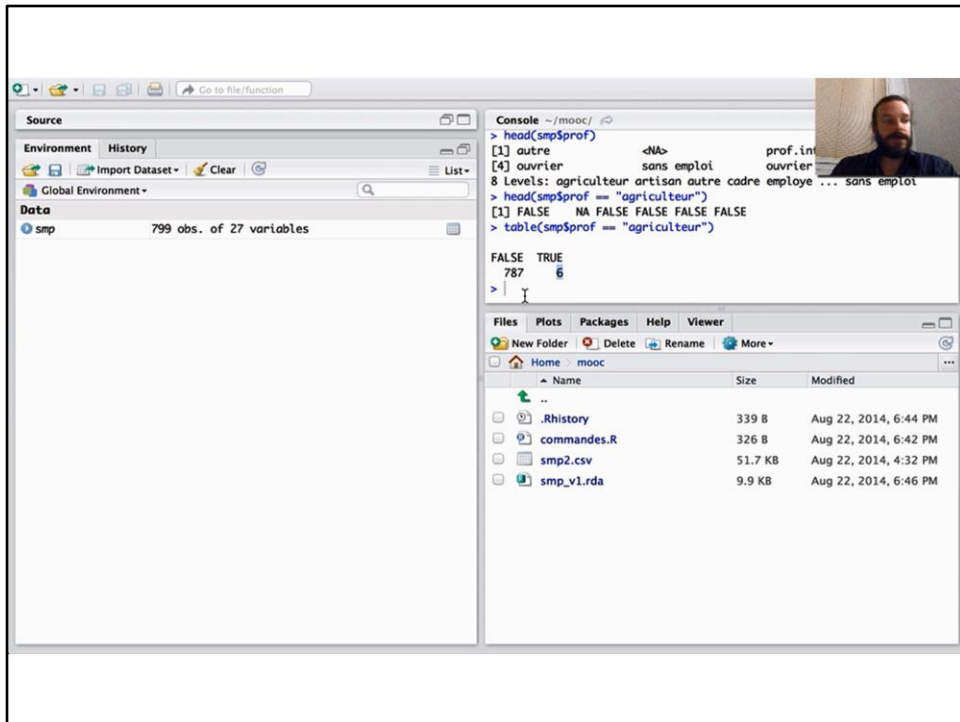 Go to file/function
Source
Environment History
Import Dataset Clear List
Global Environment
Data
smp 799 obs. of 27 variables
Console ~/mooc/
> head(smp$prof)
[1] autre <NA> prof.int
[4] ouvrier sans emploi ouvrier
8 Levels: agriculteur artisan autre cadre employe ... sans emploi
> head(smp$prof == "agriculteur")
[1] FALSE NA FALSE FALSE FALSE FALSE
> table(smp$prof == "agriculteur")
FALSE TRUE
787 6
>
Files Plots Packages Help Viewer
New Folder Delete Rename More
Home mooc
Name Size Modified
..
.Rhistory 339 B Aug 22, 2014, 6:44 PM
commandes.R 326 B Aug 22, 2014, 6:42 PM
smp2.csv 51.7 KB Aug 22, 2014, 4:32 PM
smp_v1.rda 9.9 KB Aug 22, 2014, 6:46 PM